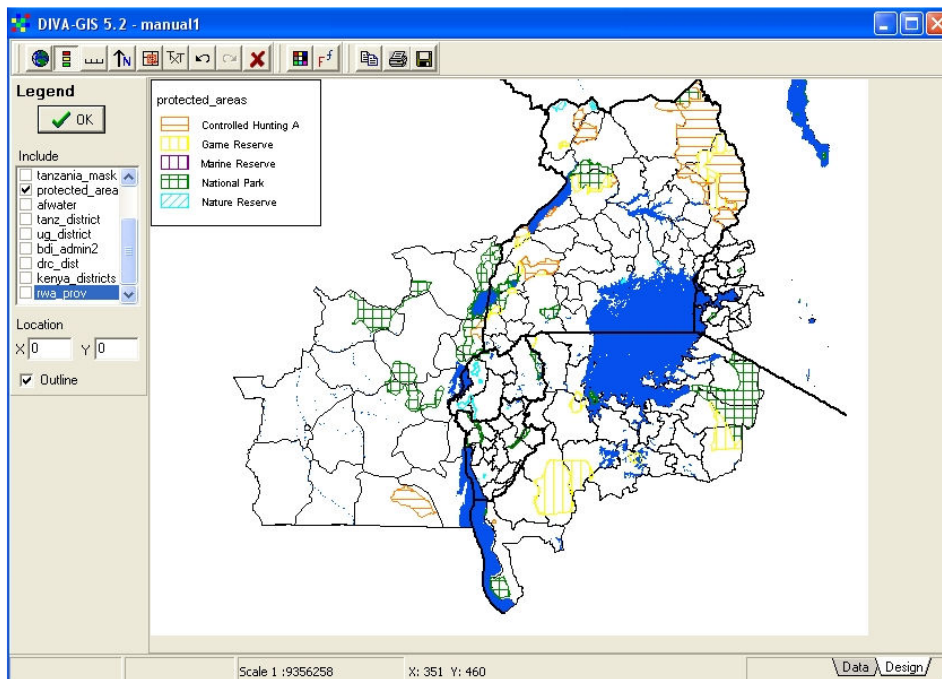 DIVA-GIS 5.2 - manual1
N
TXT
F f
Legend
OK
Include
tanzania_mask
protected_area
afwater
tanz_district
ug_district
bdi_admin2
drc_dist
kenya_districts
rwa_prov
Location
X 0 Y 0
Outline
protected_areas
Controlled Hunting A
Game Reserve
Marine Reserve
National Park
Nature Reserve
Scale 1 :9356258 X: 351 Y: 460
Data Design